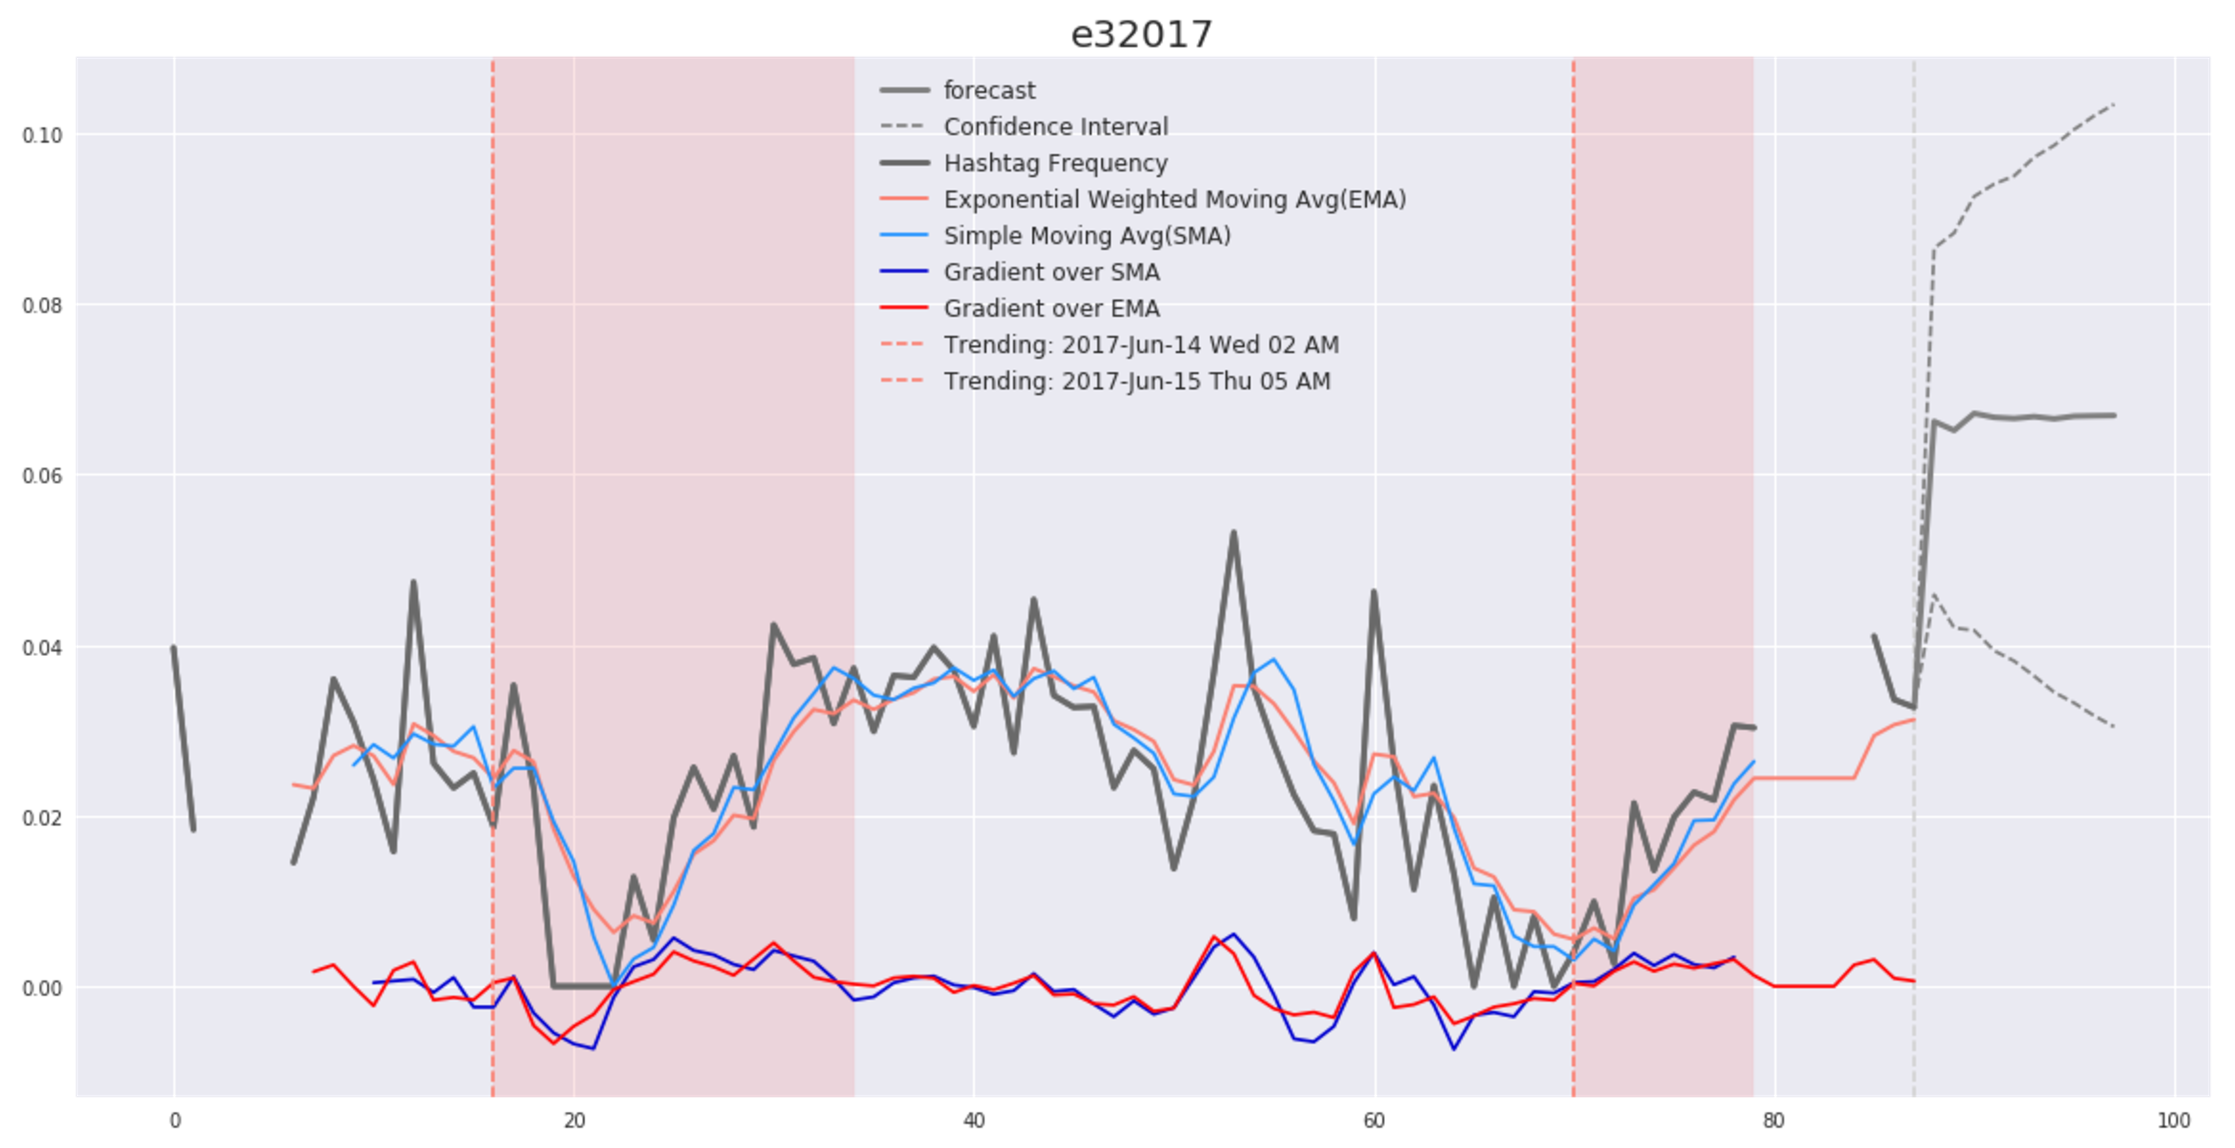 e32017
forecast
Confidence Interval
Hashtag Frequency
Exponential Weighted Moving Avg(EMA)
Simple Moving Avg(SMA)
Gradient over SMA
Gradient over EMA
Trending: 2017-Jun-14 Wed 02 AM
Trending: 2017-Jun-15 Thu 05 AM
0.10
0.08
0.06
0.04
0.02
0.00
0 20 40 60 80 100